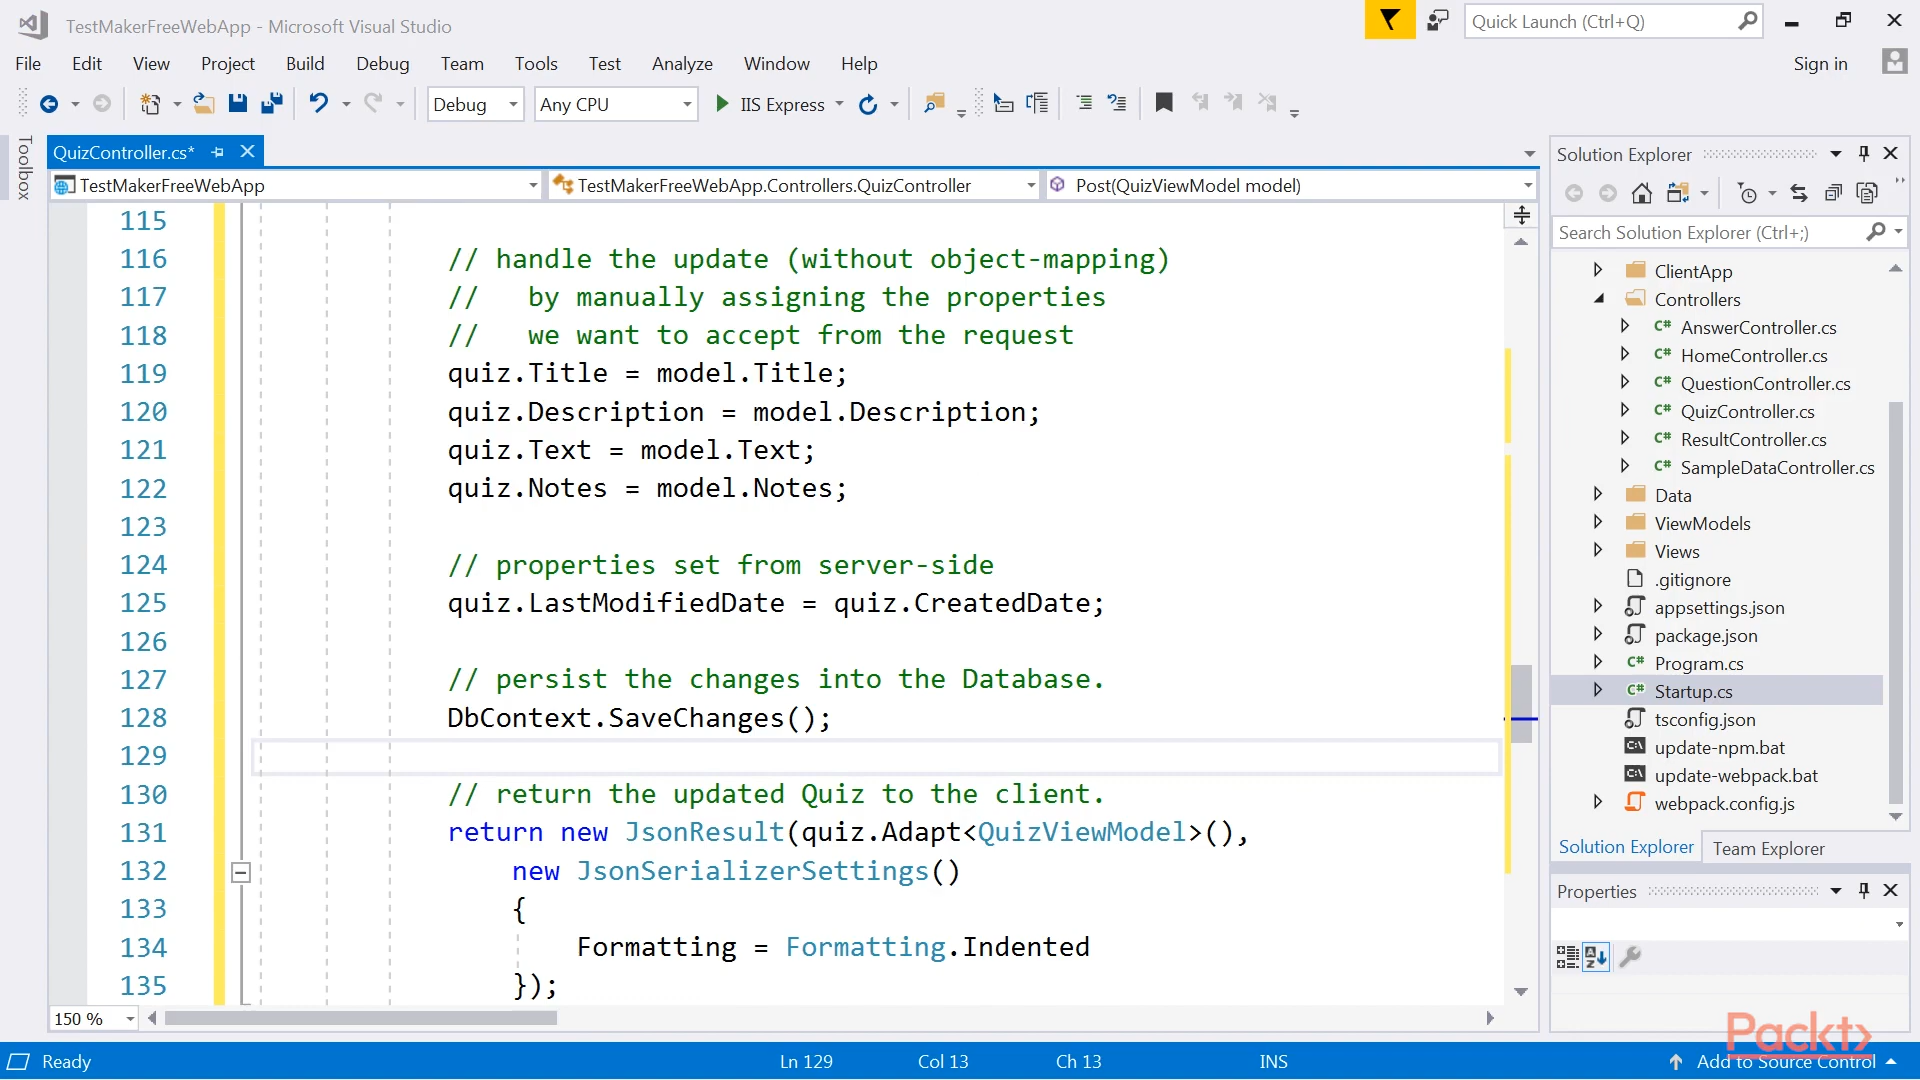 TestMakerFreeWebApp - Microsoft Visual Studio
Quick Launch (Ctrl+Q)
File Edit View Project Build Debug Team Tools Test Analyze Window Help
Sign in
Debug Any CPU IIS Express
Toolbox
QuizController.cs*
TestMakerFreeWebApp
TestMakerFreeWebApp.Controllers.QuizController
Post(QuizViewModel model)
115
116 // handle the update (without object-mapping)
117 //   by manually assigning the properties
118 //   we want to accept from the request
119 quiz.Title = model.Title;
120 quiz.Description = model.Description;
121 quiz.Text = model.Text;
122 quiz.Notes = model.Notes;
123
124 // properties set from server-side
125 quiz.LastModifiedDate = quiz.CreatedDate;
126
127 // persist the changes into the Database.
128 DbContext.SaveChanges();
129
130 // return the updated Quiz to the client.
131 return new JsonResult(quiz.Adapt<QuizViewModel>(),
132 new JsonSerializerSettings()
133 {
134 Formatting = Formatting.Indented
135 });
150 %
Solution Explorer
Search Solution Explorer (Ctrl+;)
ClientApp
Controllers
C# AnswerController.cs
C# HomeController.cs
C# QuestionController.cs
C# QuizController.cs
C# ResultController.cs
C# SampleDataController.cs
Data
ViewModels
Views
.gitignore
appsettings.json
package.json
C# Program.cs
C# Startup.cs
tsconfig.json
update-npm.bat
update-webpack.bat
webpack.config.js
Solution Explorer Team Explorer
Properties
Packt>
Ready Ln 129 Col 13 Ch 13 INS Add to Source Control